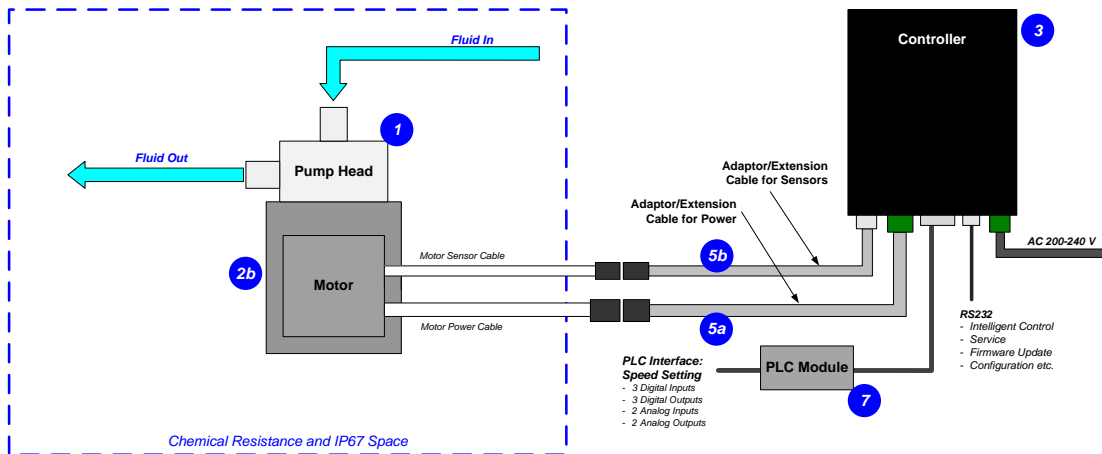 Fluid In
3
Controller
1
Fluid Out
Pump Head
Adaptor/Extension
Cable for Sensors
Adaptor/Extension
Cable for Power
AC 200-240 V
Motor Sensor Cable
5b
2b
Motor
Motor Power Cable
5a
RS232
- Intelligent Control
- Service
- Firmware Update
- Configuration etc.
PLC Interface:
Speed Setting
- 3 Digital Inputs
- 3 Digital Outputs
- 2 Analog Inputs
- 2 Analog Outputs
PLC Module
7
Chemical Resistance and IP67 Space